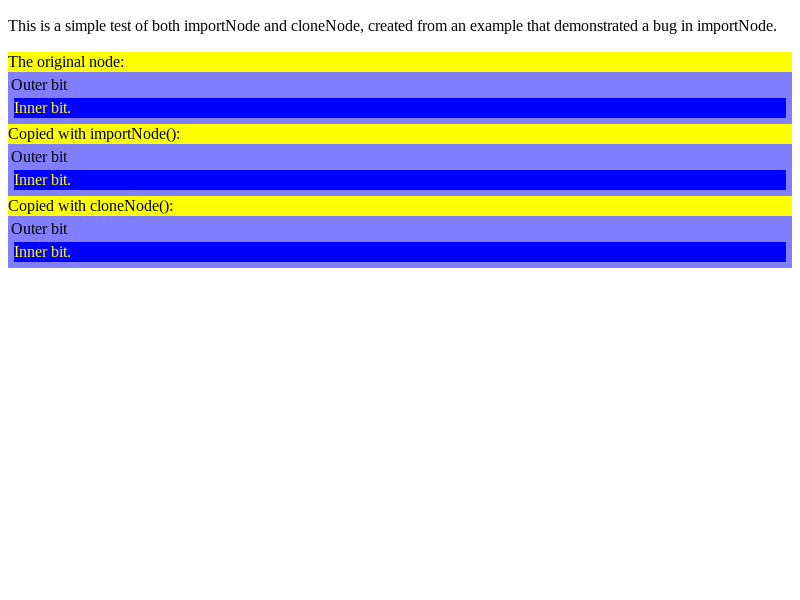 This is a simple test of both importNode and cloneNode, created from an example that demonstrated a bug in importNode.
The original node:
Outer bit
Inner bit.
Copied with importNode():
Outer bit
Inner bit.
Copied with cloneNode():
Outer bit
Inner bit.